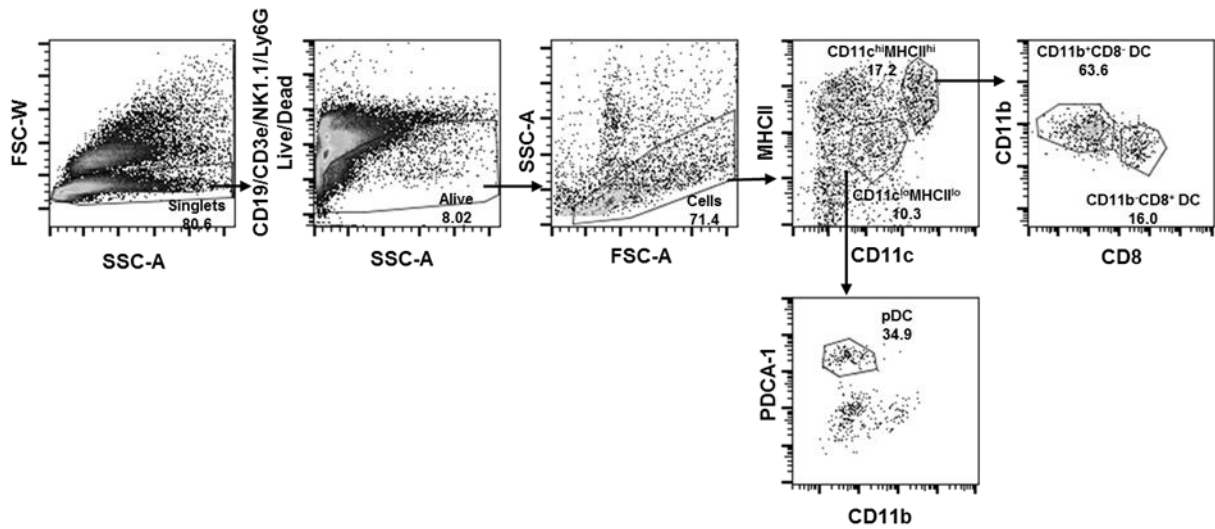 FSC-W
Singlets
80.6
SSC-A
CD19/CD3e/NK1.1/Ly6G
Live/Dead
Alive
8.02
SSC-A
SSC-A
Cells
71.4
FSC-A
MHCII
CD11c^hiMHCII^hi
17.2
CD11c^loMHCII^lo
10.3
CD11c
CD11b
CD11b⁺CD8⁻ DC
63.6
CD11b⁻CD8⁺ DC
16.0
CD8
PDCA-1
pDC
34.9
CD11b